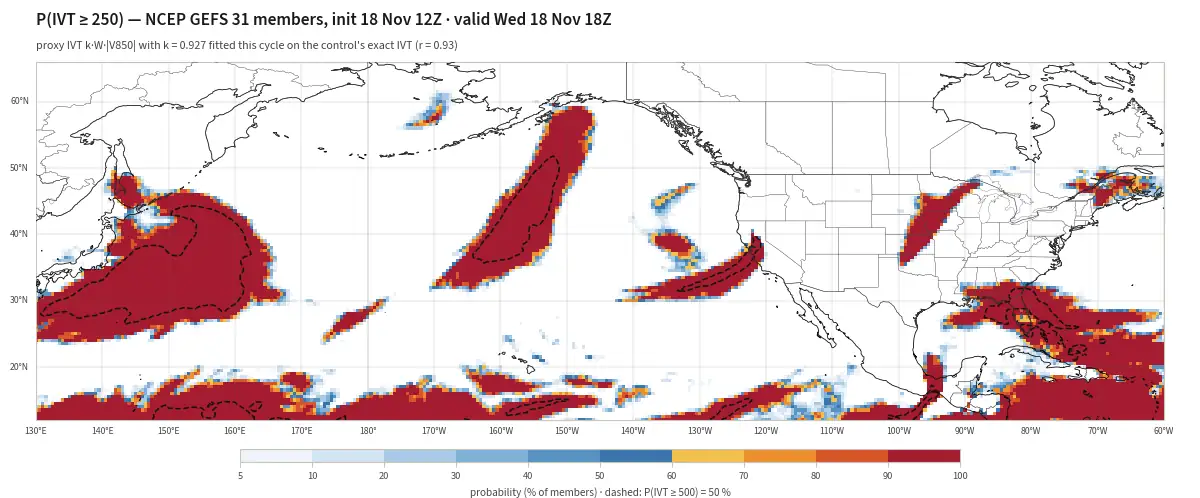 P(IVT ≥ 250) — NCEP GEFS 31 members, init 18 Nov 12Z · valid Wed 18 Nov 18Z
proxy IVT k·W·|V850| with k = 0.927 fitted this cycle on the control's exact IVT (r = 0.93)
60°N
50°N
40°N
30°N
20°N
130°E 140°E 150°E 160°E 170°E 180° 170°W 160°W 150°W 140°W 130°W 120°W 110°W 100°W 90°W 80°W 70°W 60°W
5 10 20 30 40 50 60 70 80 90 100
probability (% of members) · dashed: P(IVT ≥ 500) = 50 %